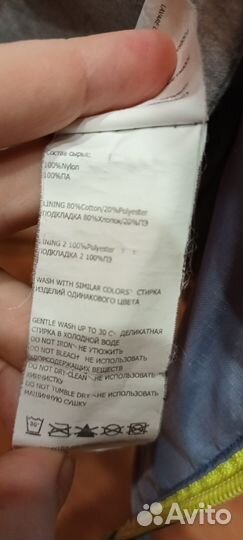 Состав сырья:
100%Nylon
100%ПА
LINING 80%Cotton/20%Polyester
ПОДКЛАДКА 80%Хлопок/20%ПЭ
LINING 2 100%Polyester
ПОДКЛАДКА 2 100%ПЭ
WASH WITH SIMILAR COLORS СТИРКА
ИЗДЕЛИЙ ОДИНАКОВОГО ЦВЕТА
GENTLE WASH UP TO 30 C ДЕЛИКАТНАЯ
СТИРКА В ХОЛОДНОЙ ВОДЕ
DO NOT IRON НЕ УТЮЖИТЬ
DO NOT BLEACH НЕ ИСПОЛЬЗОВАТЬ
ХЛОРСОДЕРЖАЩИХ ВЕЩЕСТВ
DO NOT DRY-CLEAN НЕ ИСПОЛЬЗОВАТЬ
ХИМЧИСТКУ
DO NOT TUMBLE DRY НЕ ИСПОЛЬЗОВАТЬ
МАШИННУЮ СУШКУ
30°
Avito